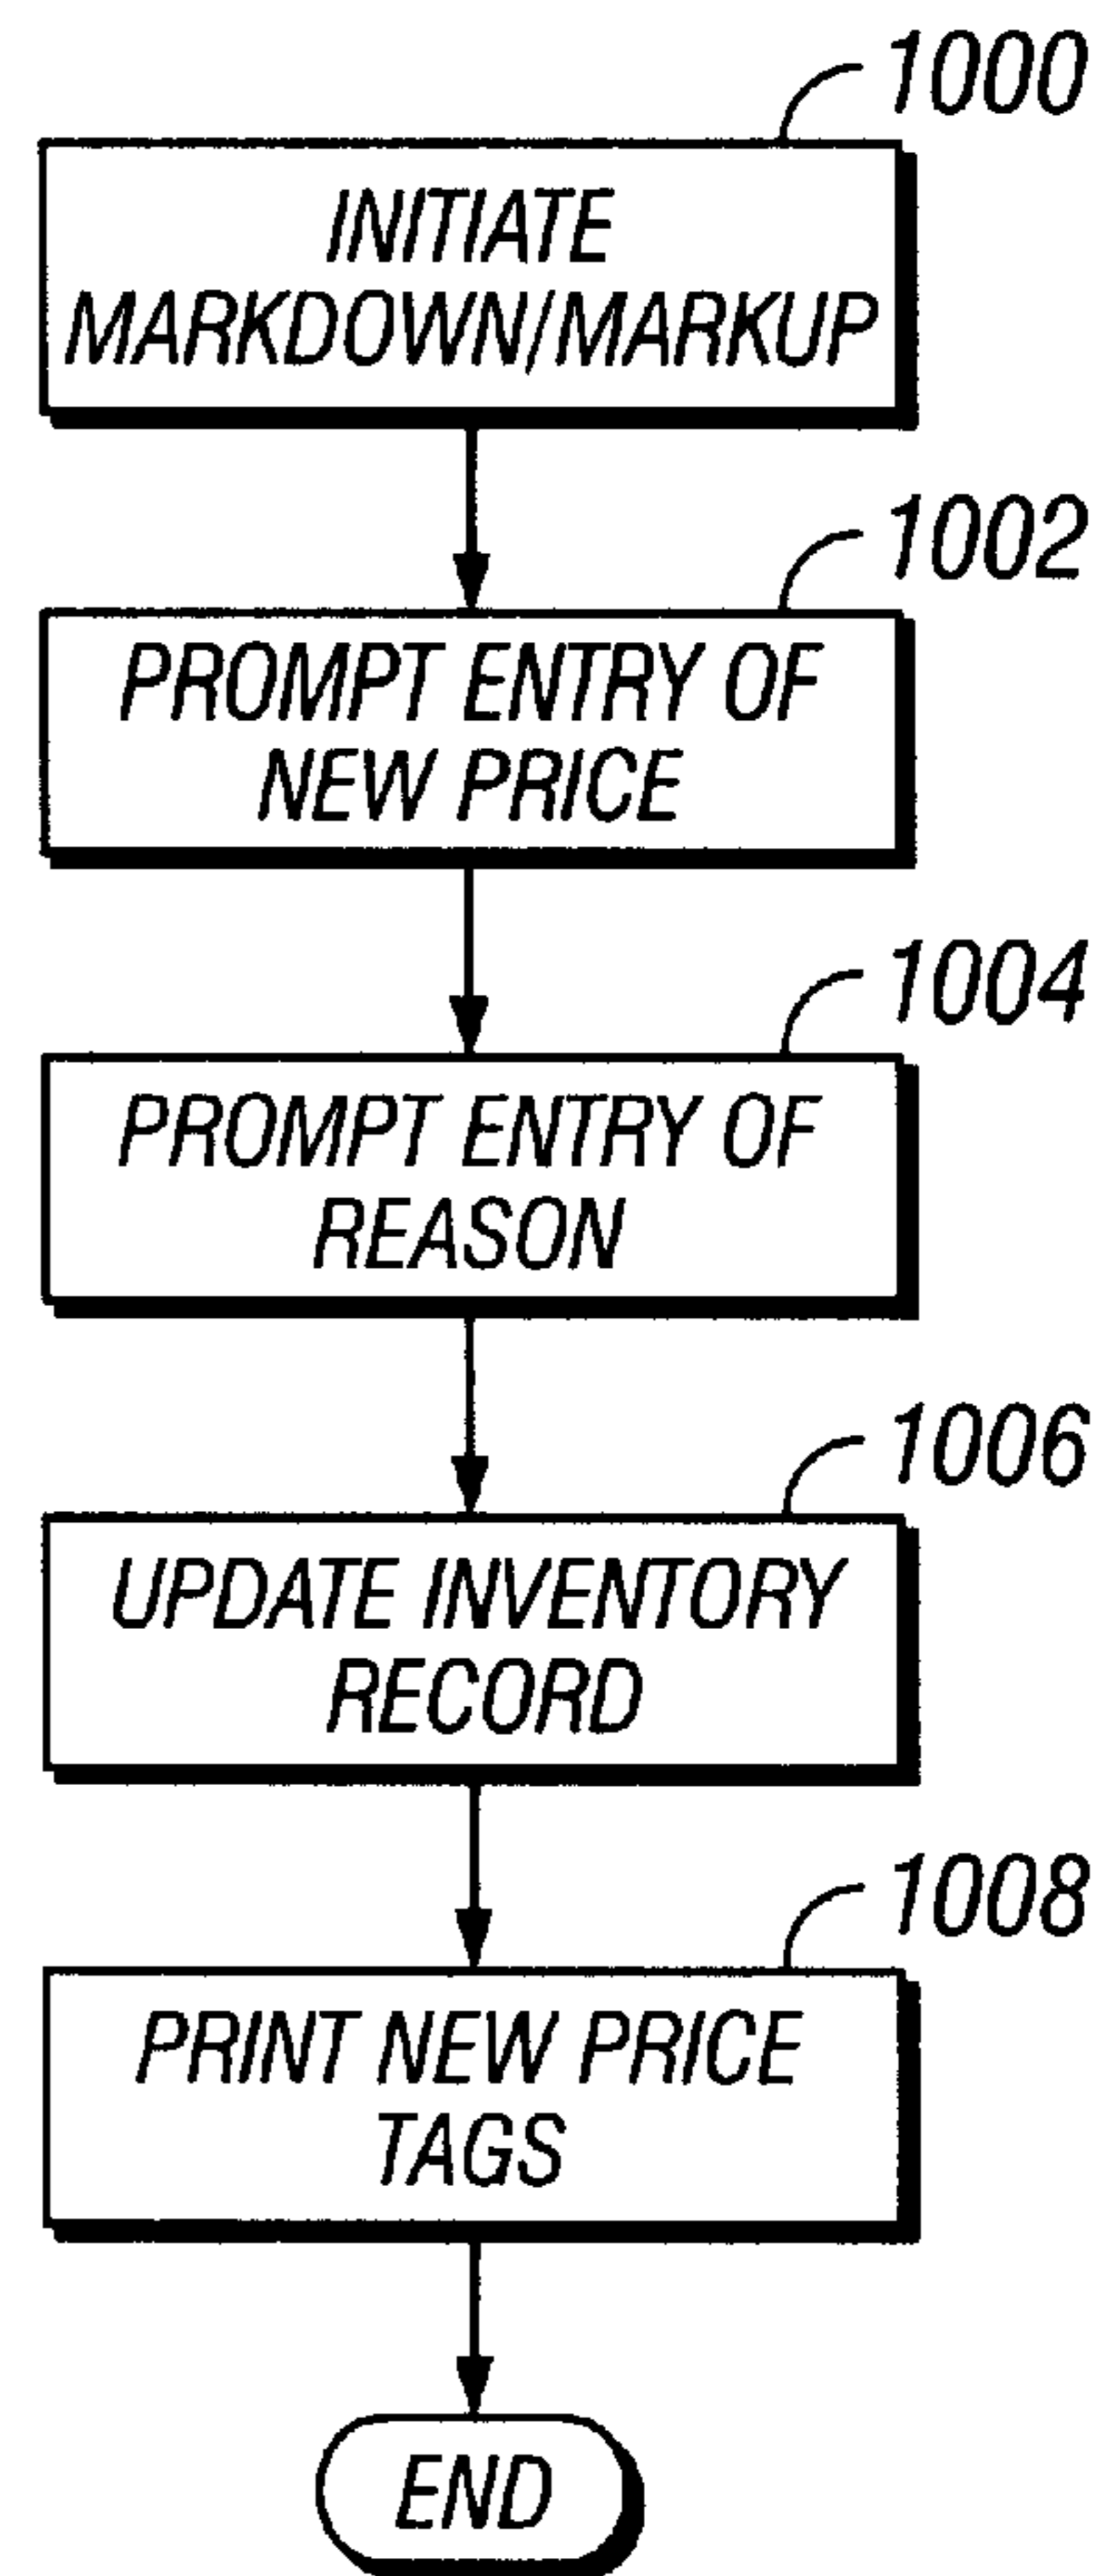 1000
INITIATE
MARKDOWN/MARKUP
1002
PROMPT ENTRY OF
NEW PRICE
1004
PROMPT ENTRY OF
REASON
1006
UPDATE INVENTORY
RECORD
1008
PRINT NEW PRICE
TAGS
END